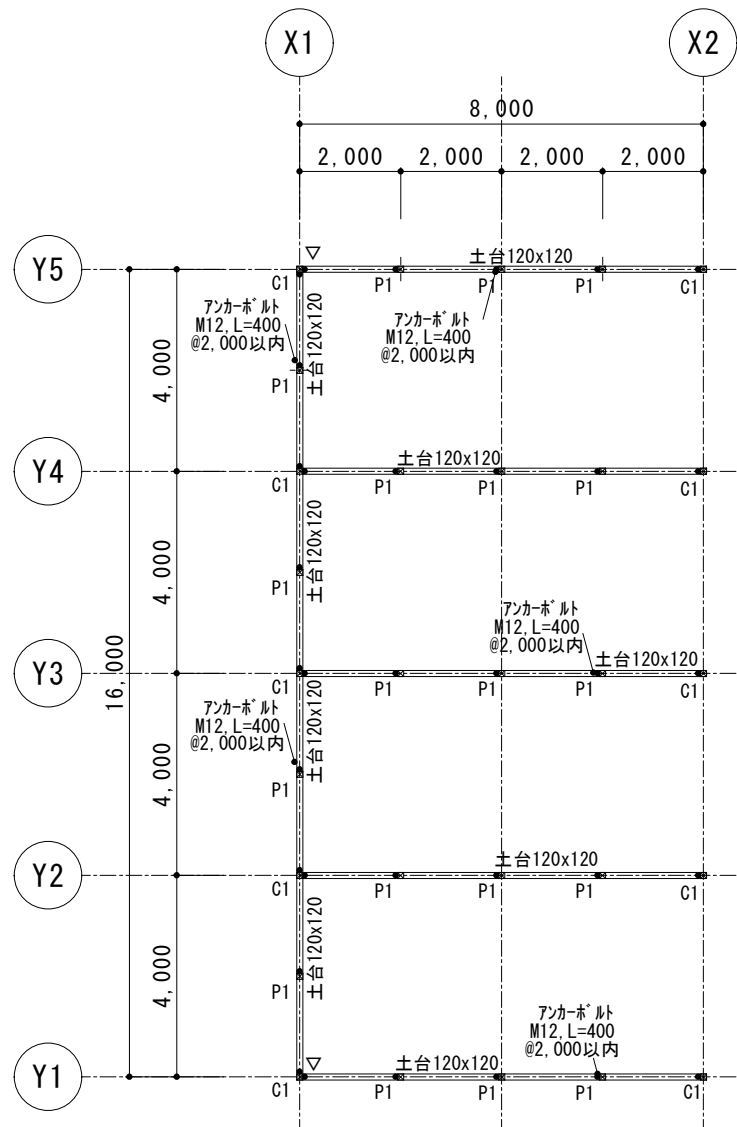 X1
X2
8,000
2,000
2,000
2,000
2,000
Y5
土台120x120
C1
P1
P1
P1
C1
アンカーボルト
M12,L=400
@2,000以内
アンカーボルト
M12,L=400
@2,000以内
土台120x120
4,000
P1
Y4
土台120x120
C1
P1
P1
P1
C1
土台120x120
4,000
P1
アンカーボルト
M12,L=400
@2,000以内
16,000
Y3
土台120x120
C1
P1
P1
P1
C1
アンカーボルト
M12,L=400
@2,000以内
土台120x120
4,000
P1
Y2
土台120x120
C1
P1
P1
P1
C1
土台120x120
4,000
P1
アンカーボルト
M12,L=400
@2,000以内
Y1
土台120x120
C1
P1
P1
P1
C1